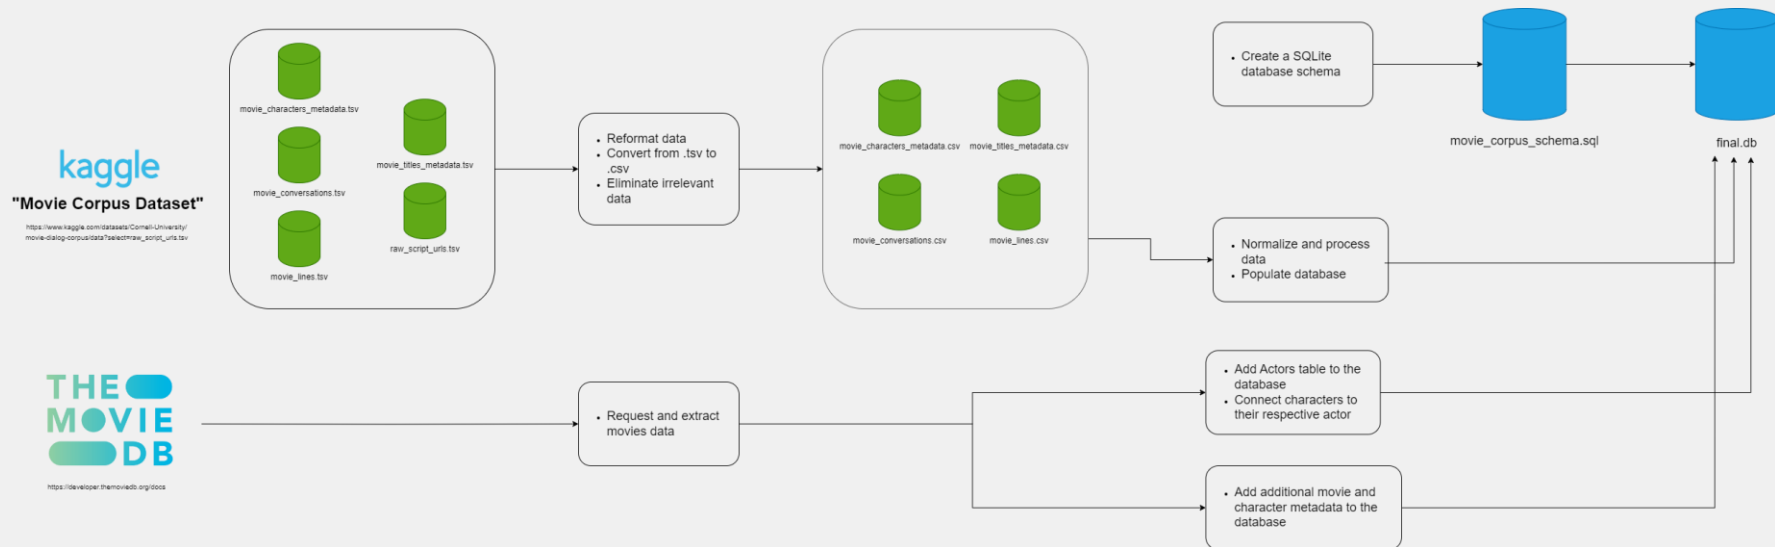 kaggle
"Movie Corpus Dataset"
https://www.kaggle.com/datasets/Cornell-University/
movie-dialog-corpus/data?select=raw_script_urls.tsv
movie_characters_metadata.tsv
movie_titles_metadata.tsv
movie_conversations.tsv
raw_script_urls.tsv
movie_lines.tsv
• Reformat data
• Convert from .tsv to
.csv
• Eliminate irrelevant
data
movie_characters_metadata.csv
movie_titles_metadata.csv
movie_conversations.csv
movie_lines.csv
• Create a SQLite
database schema
movie_corpus_schema.sql
final.db
• Normalize and process
data
• Populate database
THE
MOVIE
DB
https://developer.themoviedb.org/docs
• Request and extract
movies data
• Add Actors table to the
database
• Connect characters to
their respective actor
• Add additional movie and
character metadata to the
database